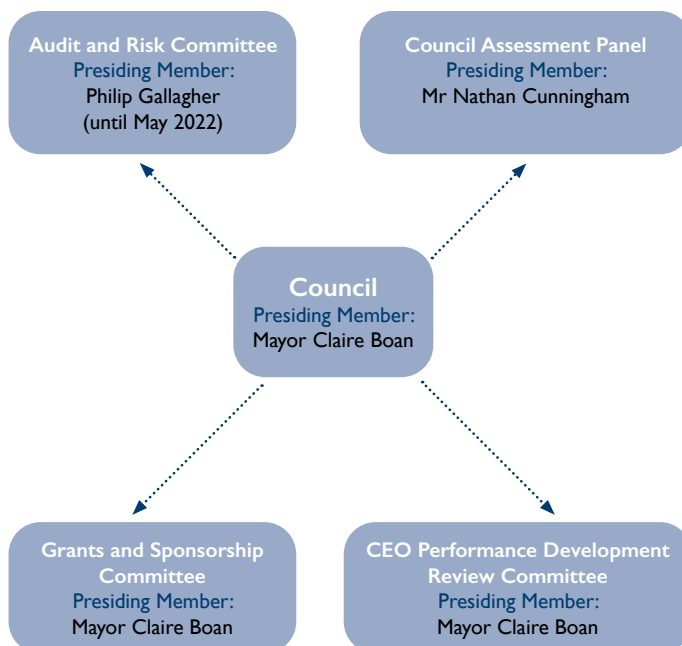 Audit and Risk Committee
Presiding Member:
Philip Gallagher
(until May 2022)
Council Assessment Panel
Presiding Member:
Mr Nathan Cunningham
Council
Presiding Member:
Mayor Claire Boan
Grants and Sponsorship
Committee
Presiding Member:
Mayor Claire Boan
CEO Performance Development
Review Committee
Presiding Member:
Mayor Claire Boan